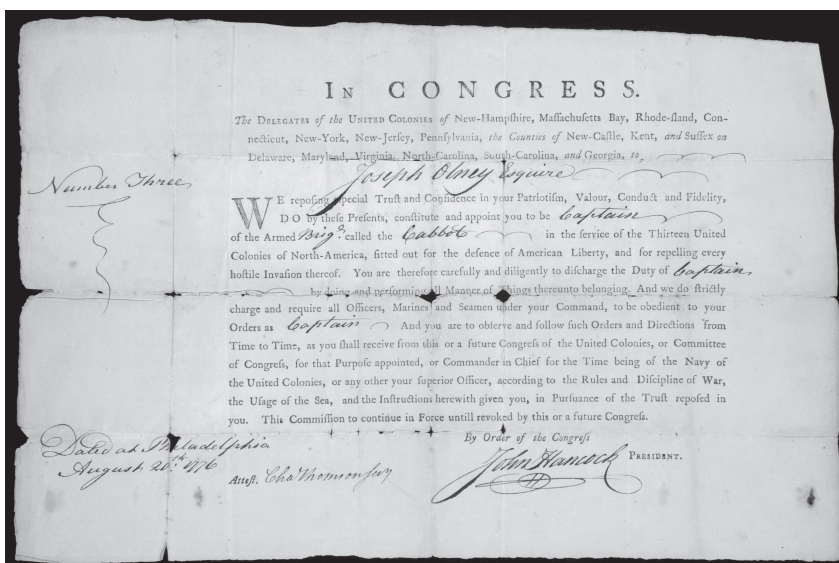 IN CONGRESS.
The DELEGATES of the UNITED COLONIES of New-Hampſhire, Maſſachuſetts Bay, Rhode-Iſland, Con-
necticut, New-York, New-Jerſey, Pennſylvania, the Counties of New-Caſtle, Kent, and Suſſex on
Delaware, Maryland, Virginia, North-Carolina, South-Carolina, and Georgia, to
Joseph Olney Esquire
Number Three
WE repoſing eſpecial Truſt and Confidence in your Patriotiſm, Valour, Conduct and Fidelity,
DO by theſe Preſents, conſtitute and appoint you to be Captain
of the Armed Brig.e called the Cabbot in the ſervice of the Thirteen United
Colonies of North-America, fitted out for the defence of American Liberty, and for repelling every
hoſtile Invaſion thereof. You are therefore carefully and diligently to diſcharge the Duty of Captain
by doing and performing all Manner of Things thereunto belonging. And we do ſtrictly
charge and require all Officers, Marines and Seamen under your Command, to be obedient to your
Orders as Captain And you are to obſerve and follow ſuch Orders and Directions from
Time to Time, as you ſhall receive from this or a future Congreſs of the United Colonies, or Committee
of Congreſs, for that Purpoſe appointed, or Commander in Chief for the Time being of the Navy of
the United Colonies, or any other your ſuperior Officer, according to the Rules and Diſcipline of War,
the Uſage of the Sea, and the Inſtructions herewith given you, in Purſuance of the Truſt repoſed in
you. This Commiſſion to continue in Force untill revoked by this or a future Congreſs.
Dated at Philadelphia
August 20th. 1776
By Order of the Congreſs
John Hancock PRESIDENT.
Atteſt. Cha Thomson Secy